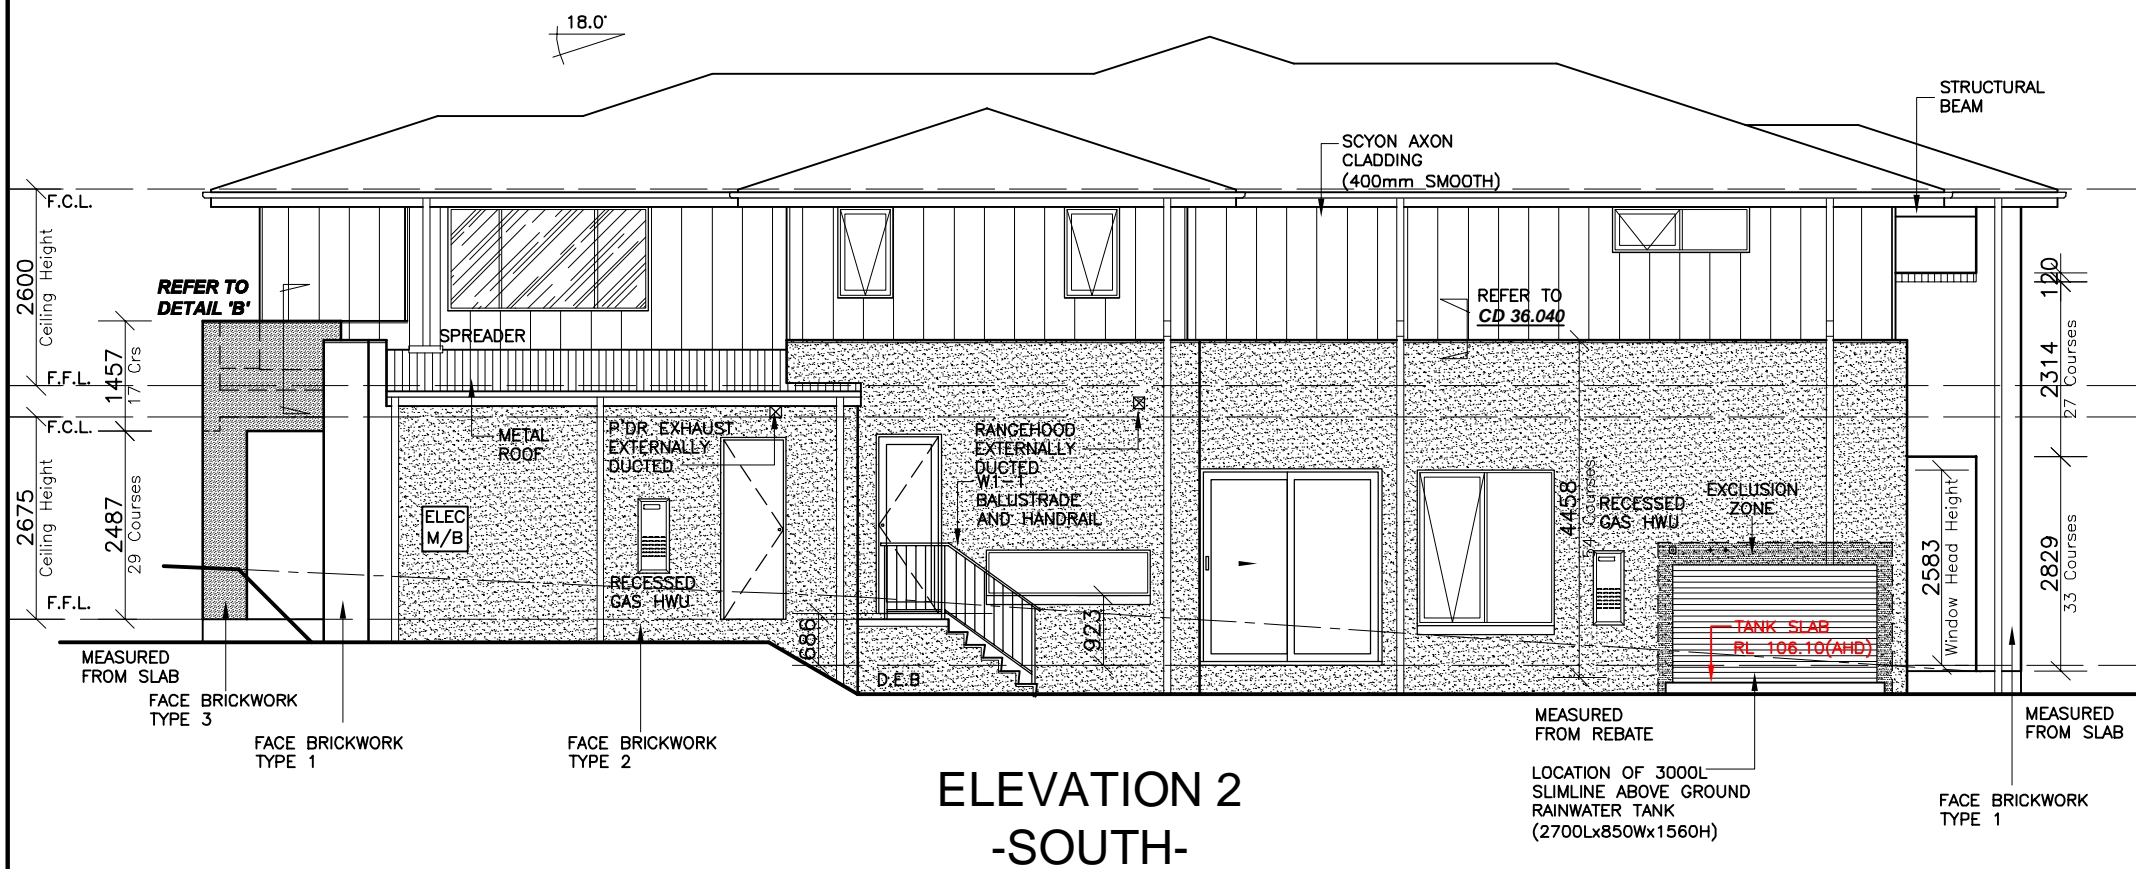 18.0°
STRUCTURAL
BEAM
SCYON AXON
CLADDING
(400mm SMOOTH)
F.C.L.
2600
Ceiling Height
REFER TO
DETAIL 'B'
SPREADER
REFER TO
CD 36.040
120
1457
17 Crs
F.F.L.
2314
27 Courses
F.C.L.
METAL
ROOF
P'DR EXHAUST
EXTERNALLY
DUCTED
RANGEHOOD
EXTERNALLY
DUCTED
W1-1
BALLISTRADE
AND HANDRAIL
2675
Ceiling Height
2487
29 Courses
ELEC
M/B
4458
54 Courses
RECESSED
GAS HWU
EXCLUSION
ZONE
2583
Window Head Height
2829
33 Courses
RECESSED
GAS HWU
F.F.L.
686
923
TANK SLAB
RL 106.10(AHD)
D.E.B
MEASURED
FROM SLAB
FACE BRICKWORK
TYPE 3
FACE BRICKWORK
TYPE 1
FACE BRICKWORK
TYPE 2
MEASURED
FROM REBATE
MEASURED
FROM SLAB
LOCATION OF 3000L
SLIMLINE ABOVE GROUND
RAINWATER TANK
(2700Lx850Wx1560H)
FACE BRICKWORK
TYPE 1
ELEVATION 2
-SOUTH-